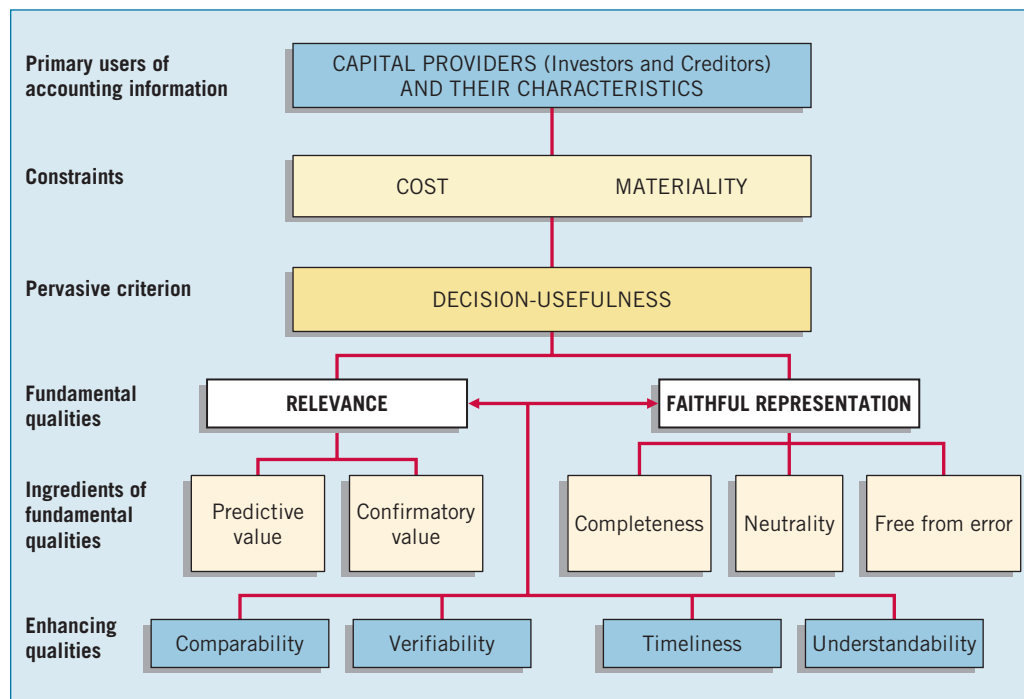 Primary users of
accounting information
CAPITAL PROVIDERS (Investors and Creditors)
AND THEIR CHARACTERISTICS
Constraints
COST MATERIALITY
Pervasive criterion
DECISION-USEFULNESS
Fundamental
qualities
RELEVANCE
FAITHFUL REPRESENTATION
Ingredients of
fundamental
qualities
Predictive
value
Confirmatory
value
Completeness
Neutrality
Free from error
Enhancing
qualities
Comparability
Verifiability
Timeliness
Understandability